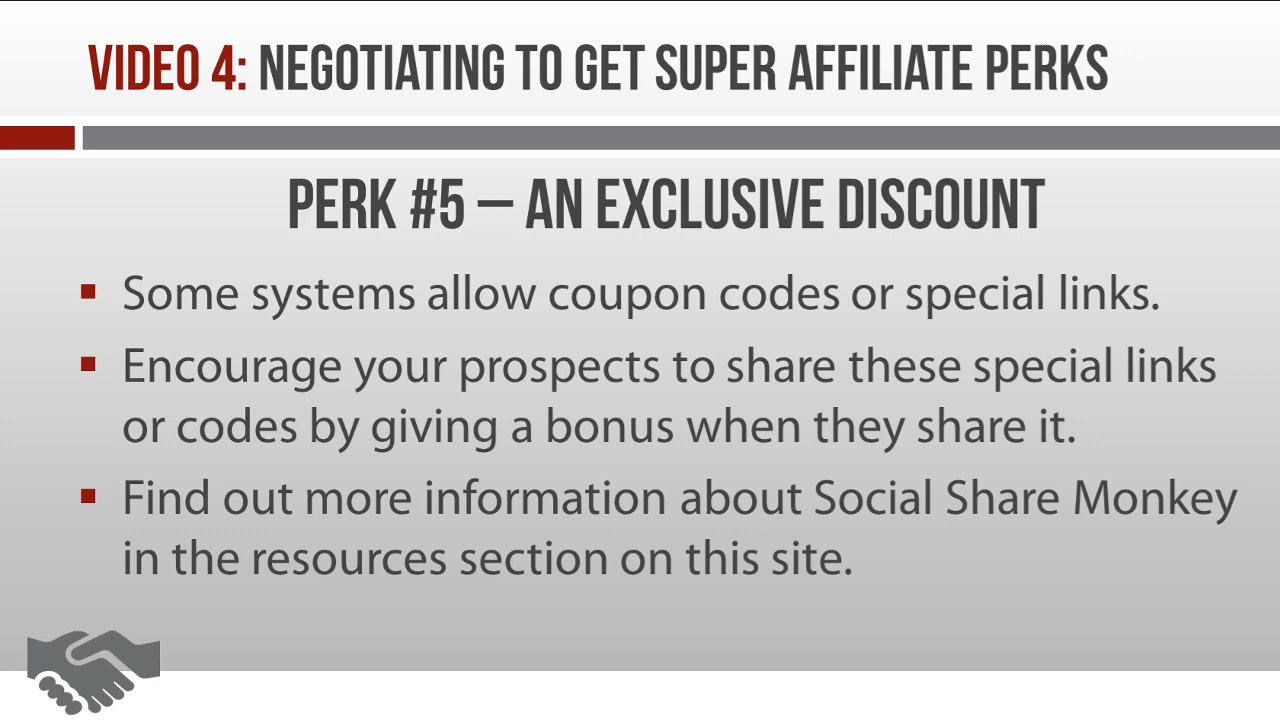 VIDEO 4: NEGOTIATING TO GET SUPER AFFILIATE PERKS
PERK #5 – AN EXCLUSIVE DISCOUNT
Some systems allow coupon codes or special links.
Encourage your prospects to share these special links
or codes by giving a bonus when they share it.
Find out more information about Social Share Monkey
in the resources section on this site.